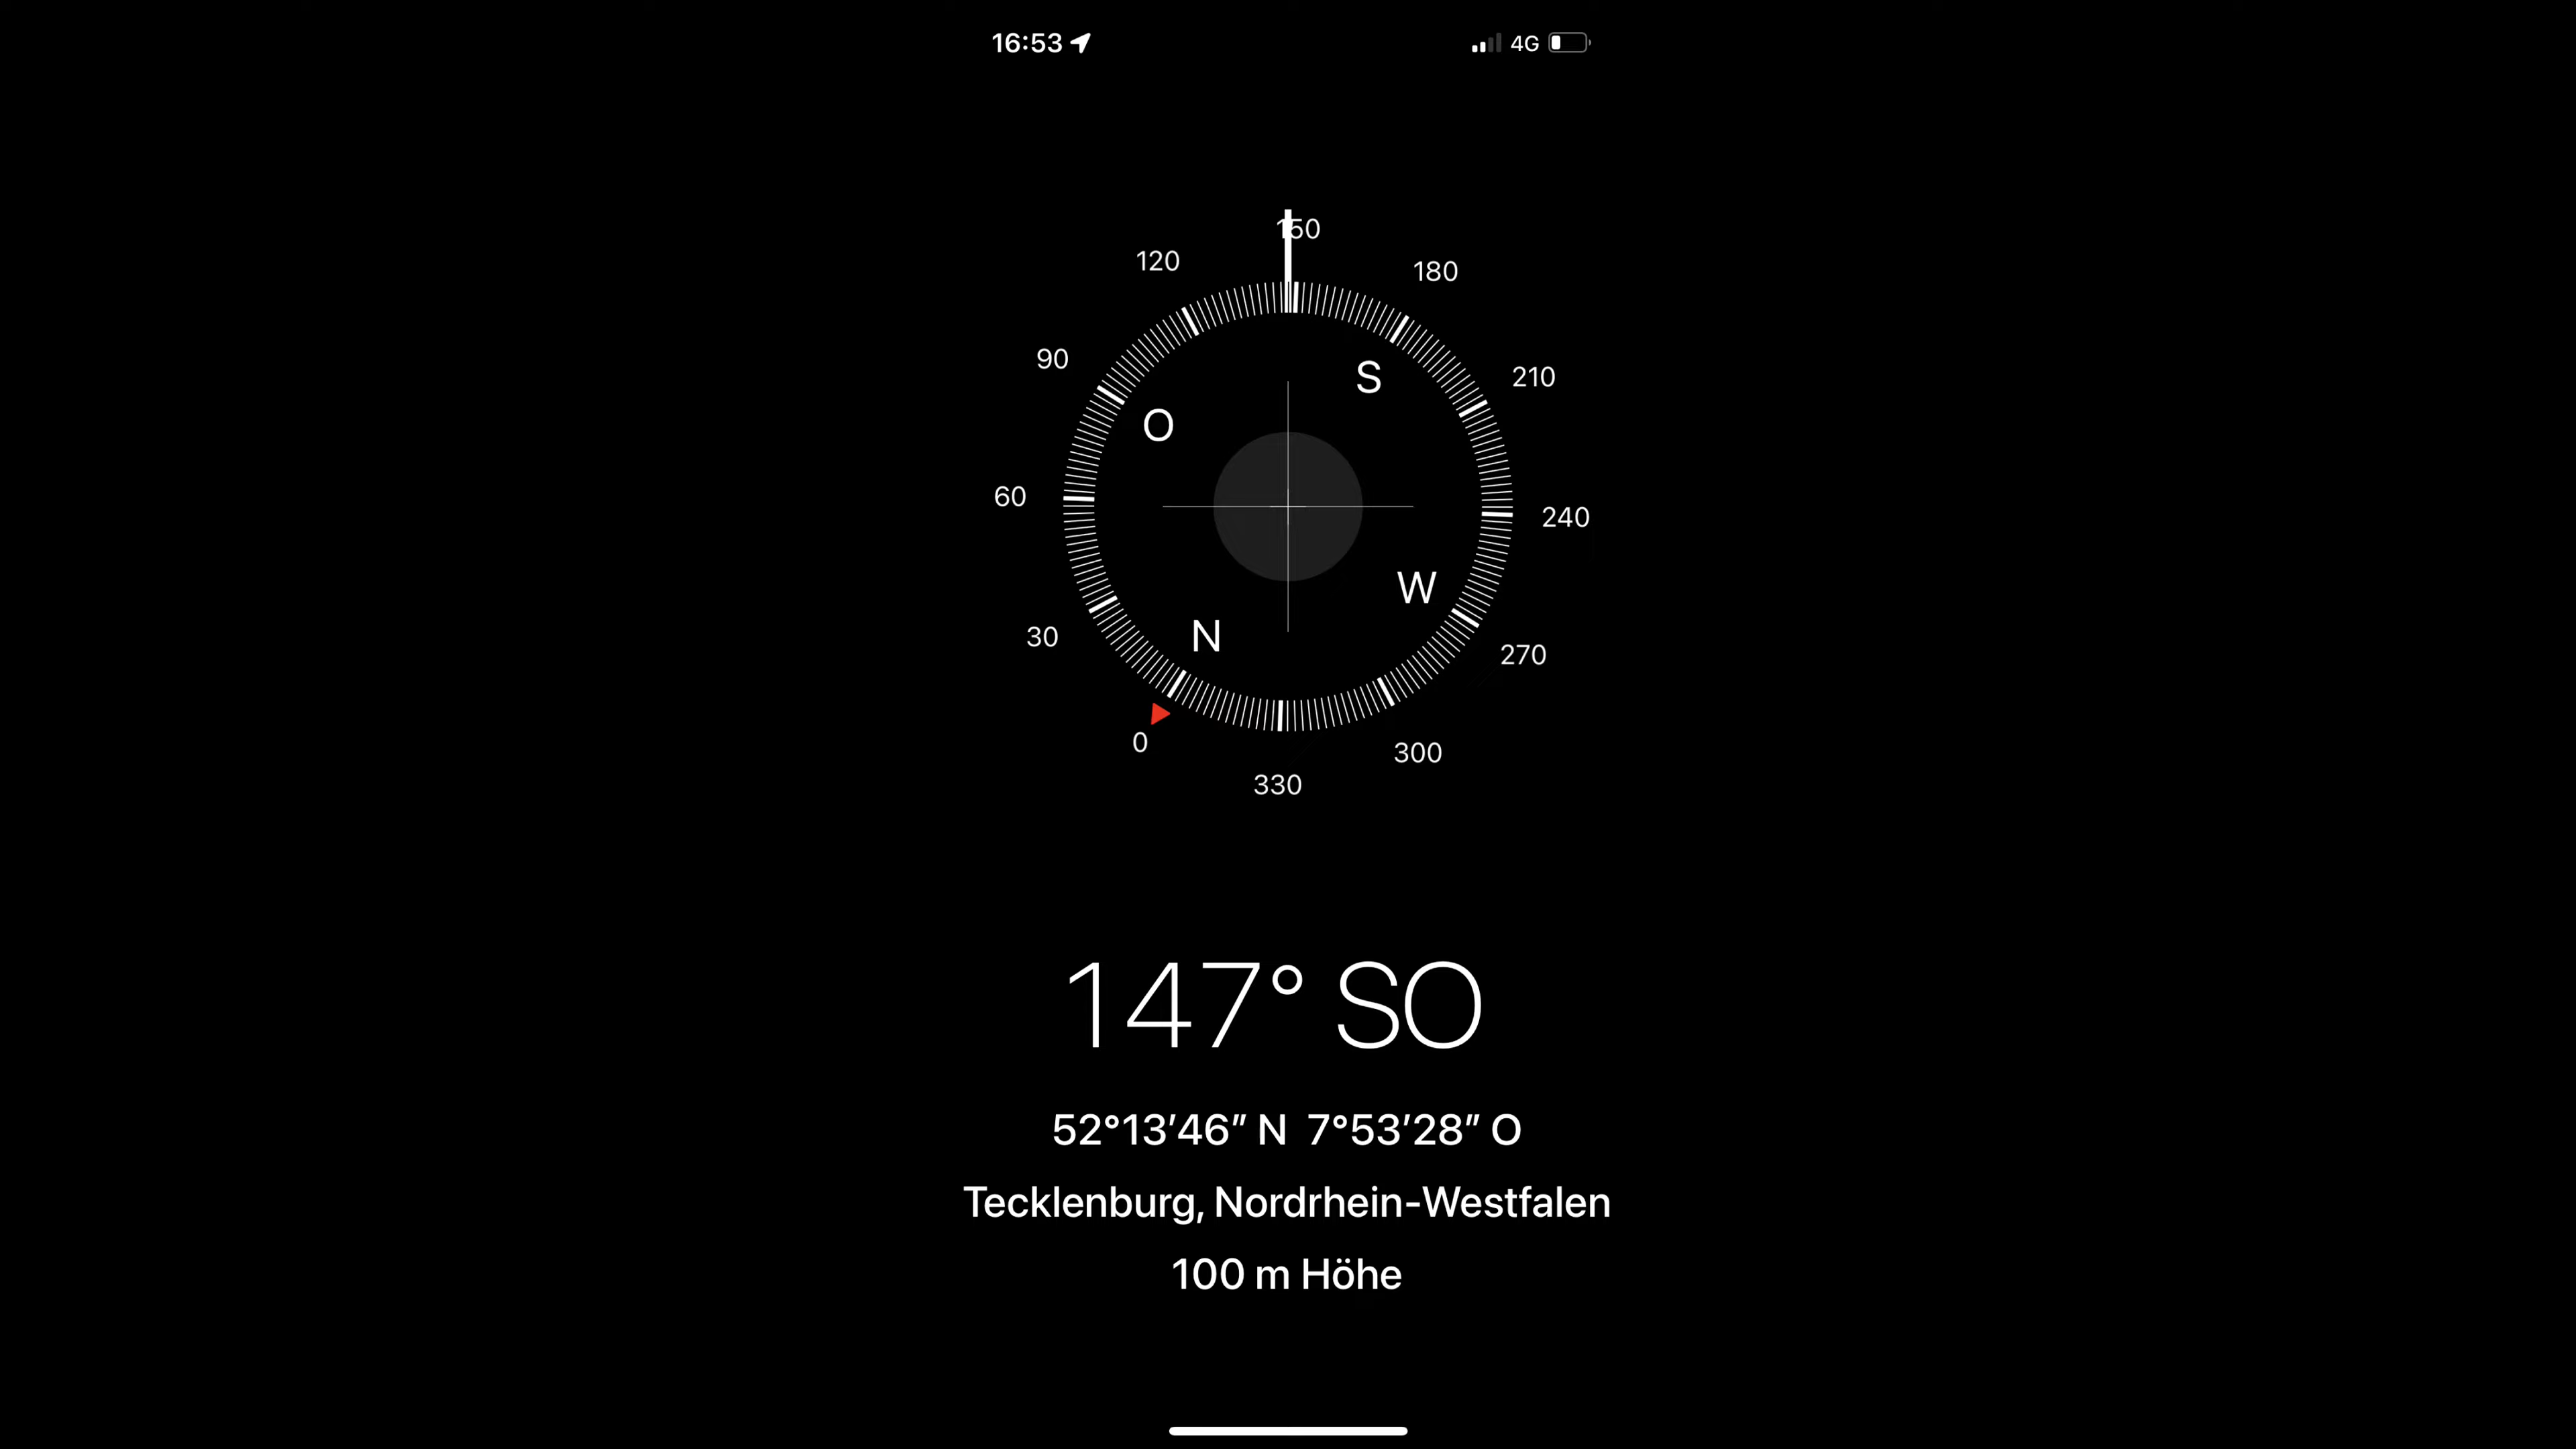 16:53 4G
150
120 180
90 210
S
O
60 240
W
N
30 270
0 300
330
147° SO
52°13′46″ N 7°53′28″ O
Tecklenburg, Nordrhein-Westfalen
100 m Höhe